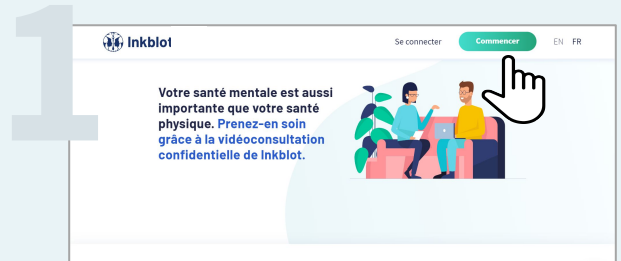 1
Inkblot
Se connecter
Commencer
EN FR
Votre santé mentale est aussi
importante que votre santé
physique. Prenez-en soin
grâce à la vidéoconsultation
confidentielle de Inkblot.